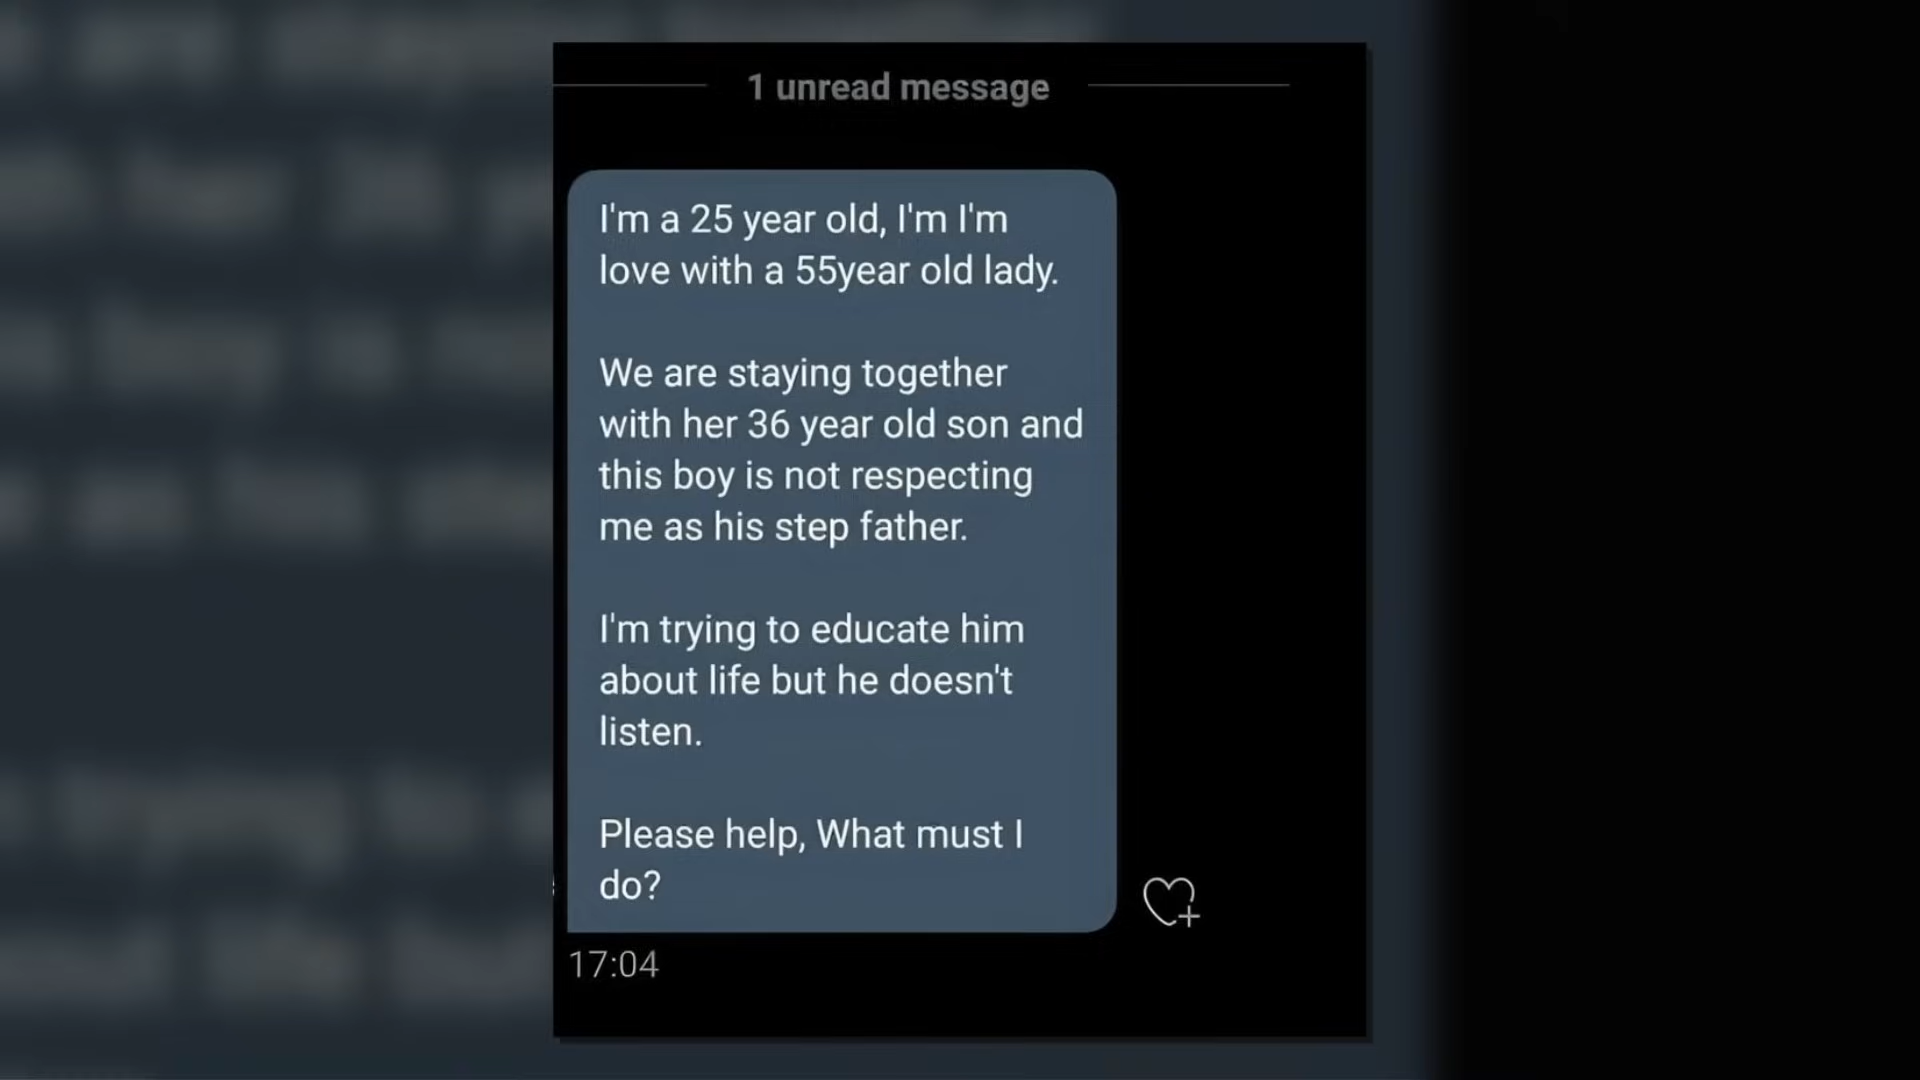 1 unread message
I'm a 25 year old, I'm I'm
love with a 55year old lady.
We are staying together
with her 36 year old son and
this boy is not respecting
me as his step father.
I'm trying to educate him
about life but he doesn't
listen.
Please help, What must I
do?
17:04